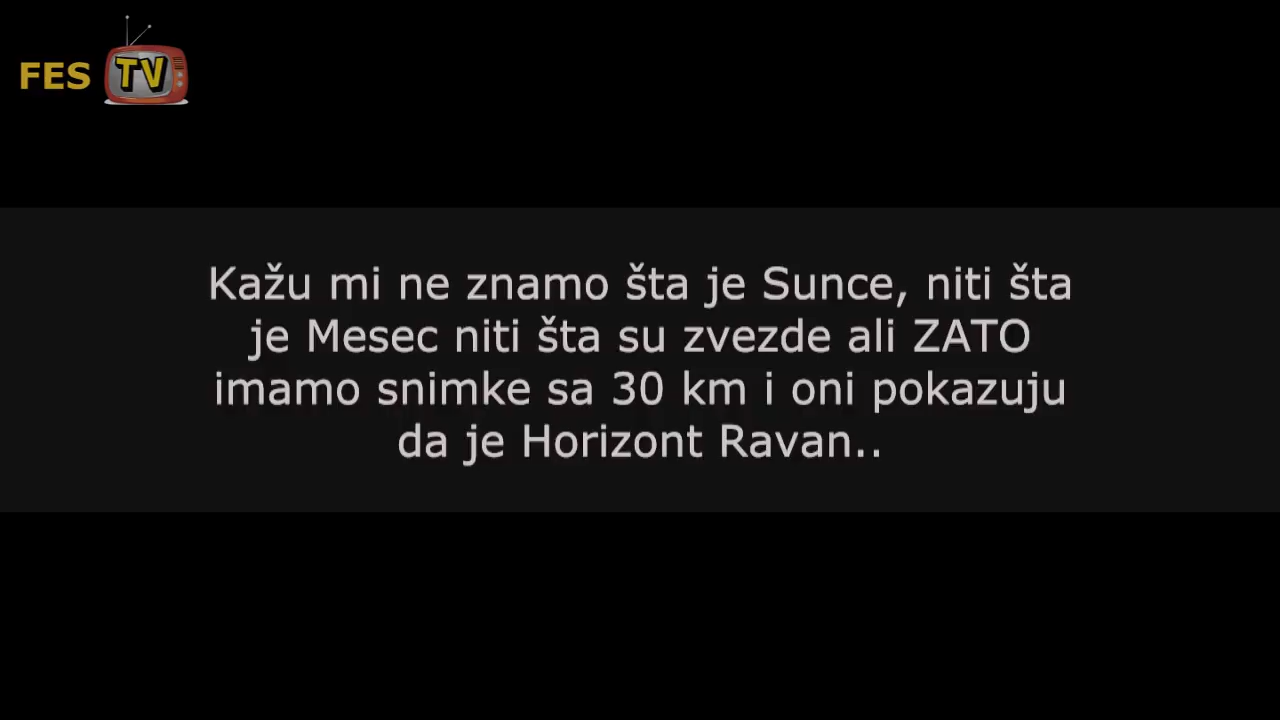 FES TV
Kažu mi ne znamo šta je Sunce, niti šta
je Mesec niti šta su zvezde ali ZATO
imamo snimke sa 30 km i oni pokazuju
da je Horizont Ravan..